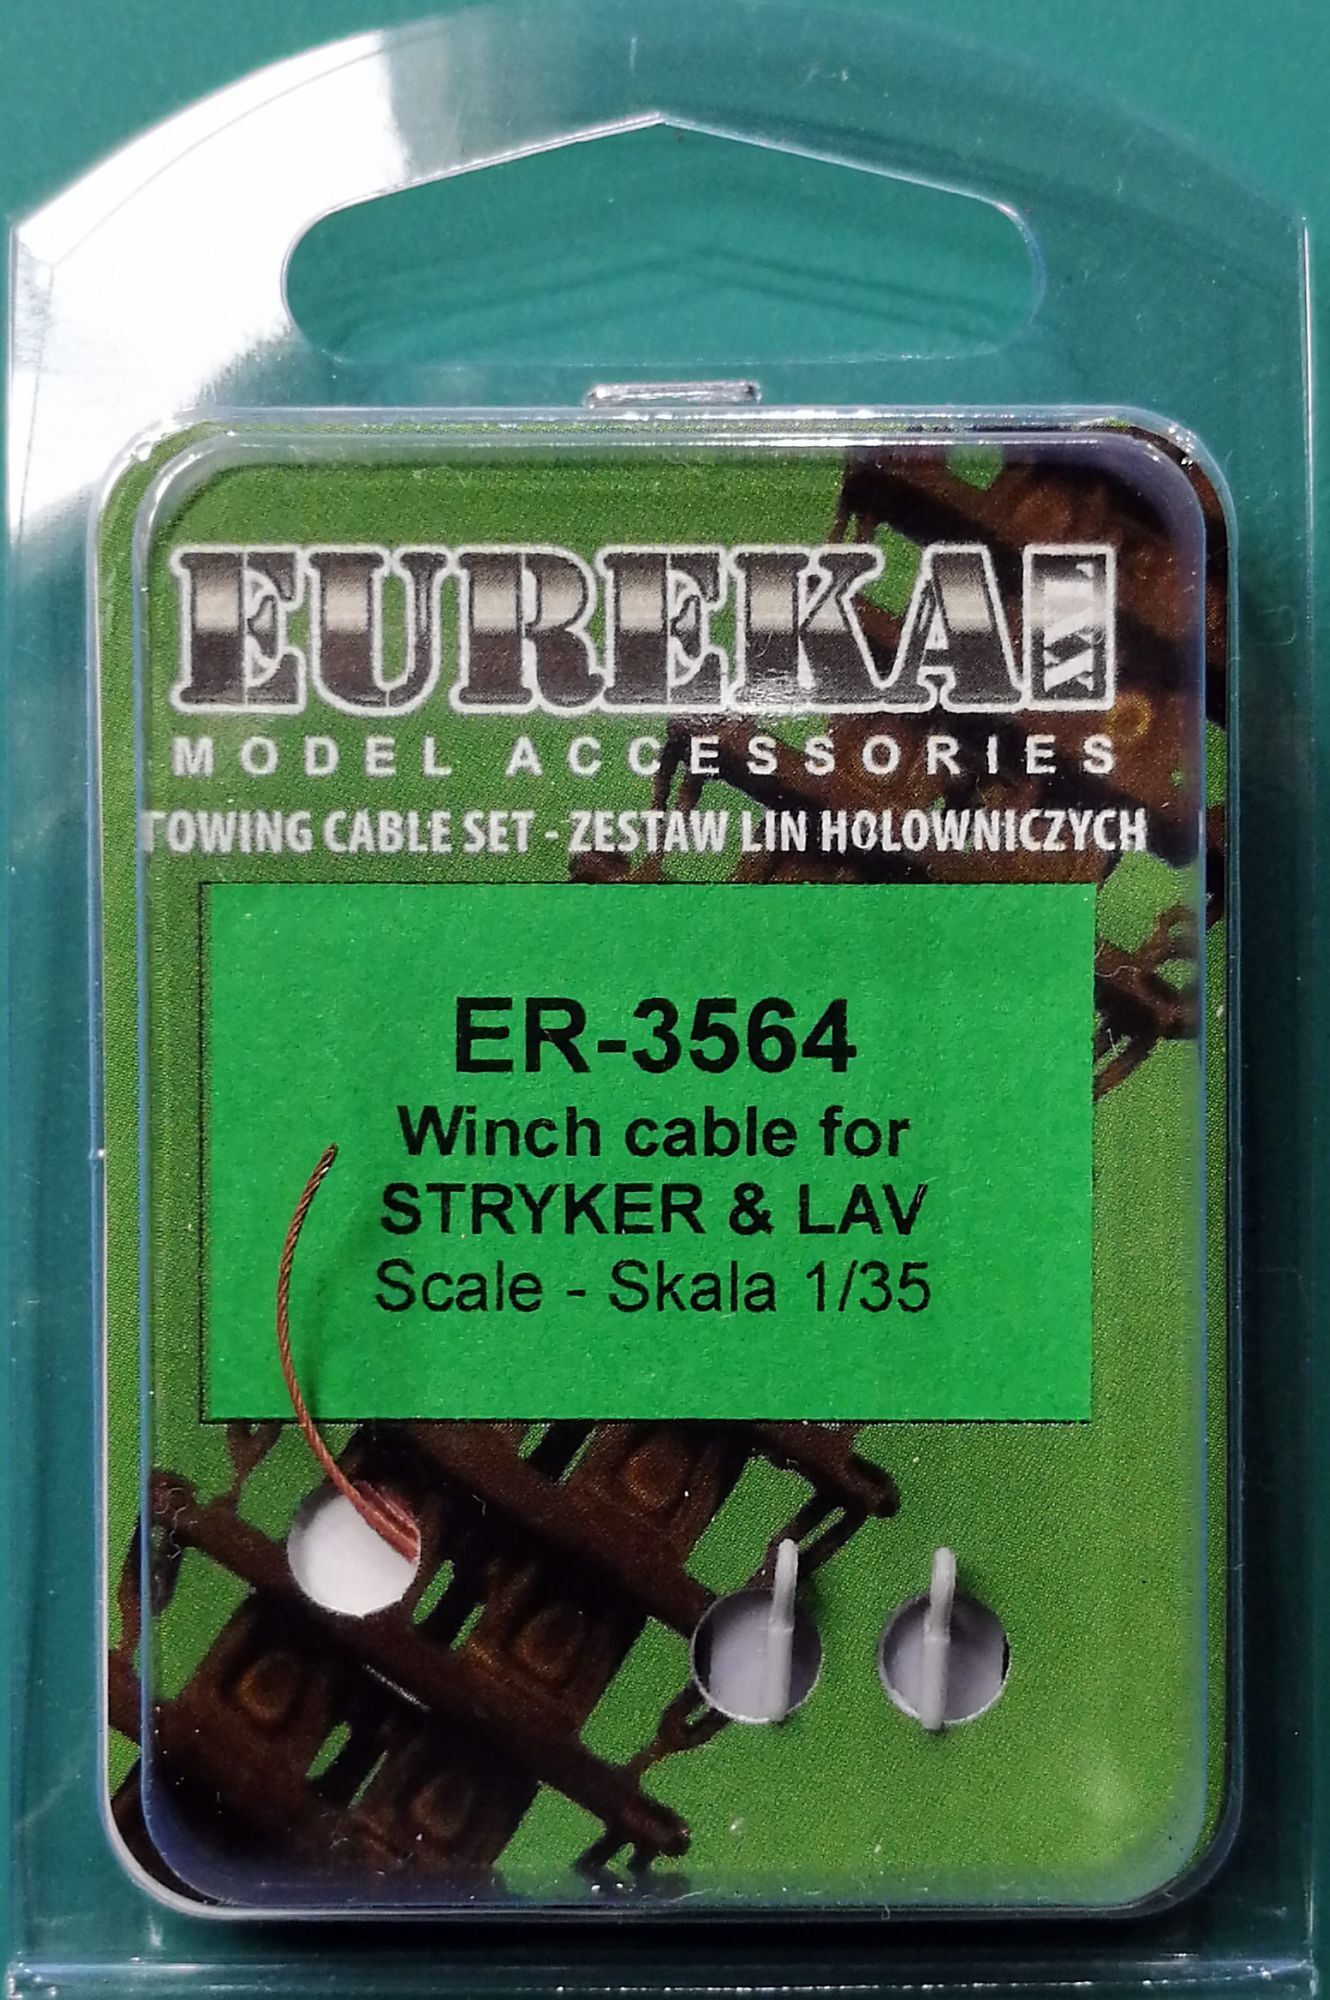 EUREKA XXL
MODEL ACCESSORIES
TOWING CABLE SET - ZESTAW LIN HOLOWNICZYCH
ER-3564
Winch cable for
STRYKER & LAV
Scale - Skala 1/35